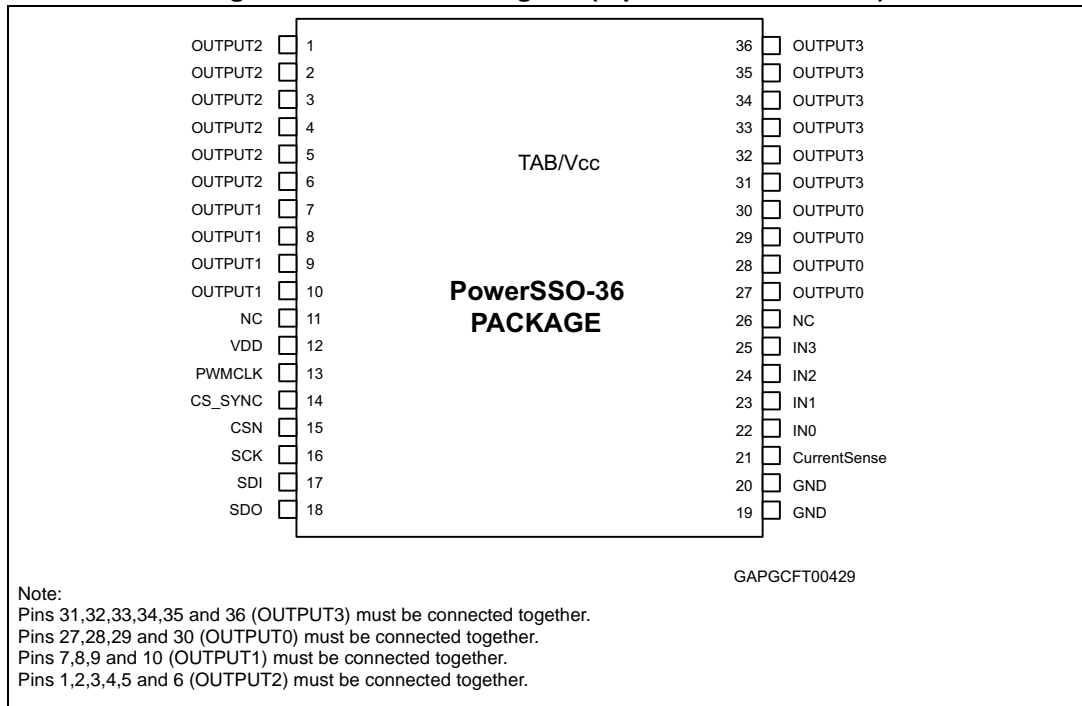 OUTPUT2 1 36 OUTPUT3
OUTPUT2 2 35 OUTPUT3
OUTPUT2 3 34 OUTPUT3
OUTPUT2 4 33 OUTPUT3
OUTPUT2 5 32 OUTPUT3
TAB/Vcc
OUTPUT2 6 31 OUTPUT3
OUTPUT1 7 30 OUTPUT0
OUTPUT1 8 29 OUTPUT0
OUTPUT1 9 28 OUTPUT0
OUTPUT1 10 PowerSSO-36 27 OUTPUT0
NC 11 PACKAGE 26 NC
VDD 12 25 IN3
PWMCLK 13 24 IN2
CS_SYNC 14 23 IN1
CSN 15 22 IN0
SCK 16 21 CurrentSense
SDI 17 20 GND
SDO 18 19 GND
GAPGCFT00429
Note:
Pins 31,32,33,34,35 and 36 (OUTPUT3) must be connected together.
Pins 27,28,29 and 30 (OUTPUT0) must be connected together.
Pins 7,8,9 and 10 (OUTPUT1) must be connected together.
Pins 1,2,3,4,5 and 6 (OUTPUT2) must be connected together.